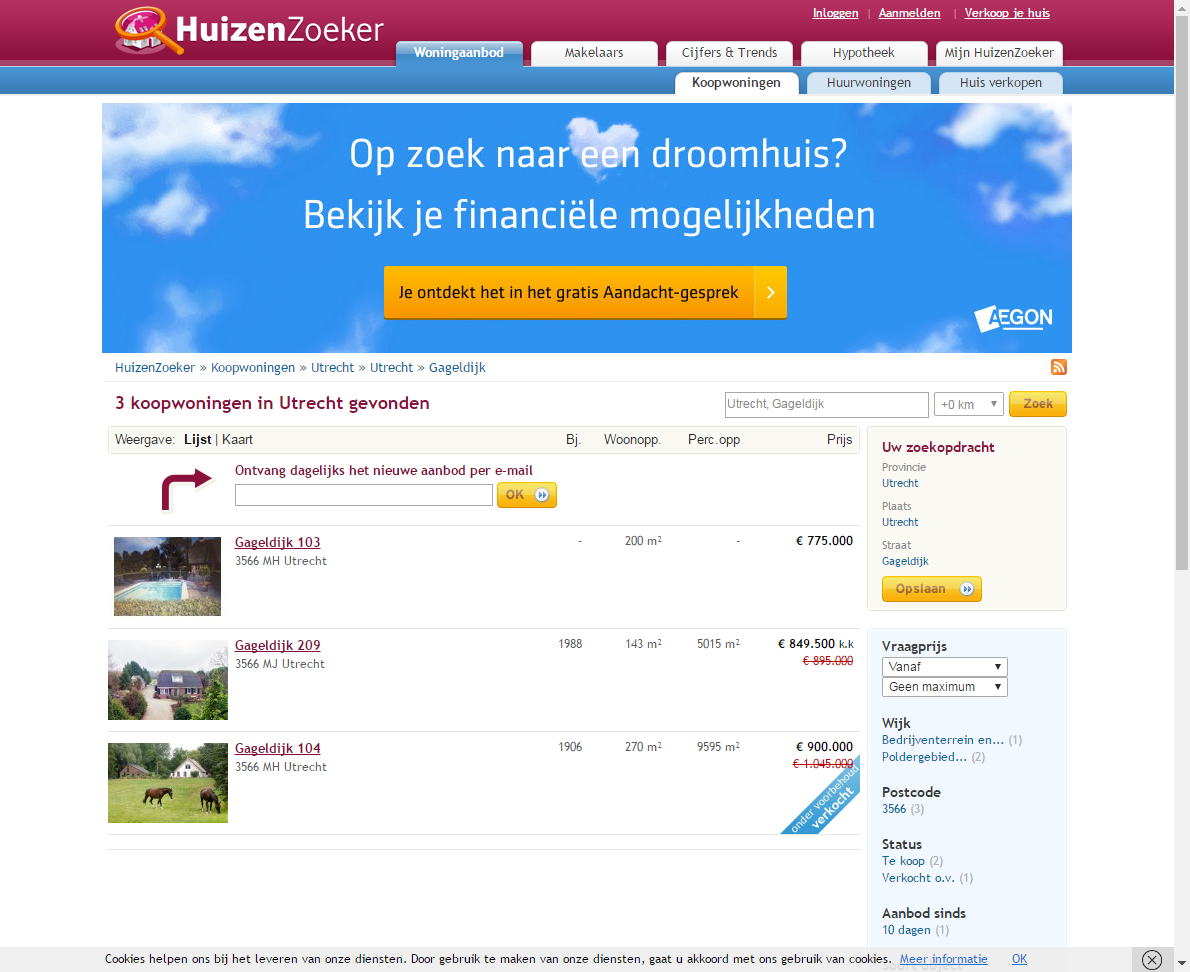 Inloggen | Aanmelden | Verkoop je huis
HuizenZoeker
Woningaanbod Makelaars Cijfers & Trends Hypotheek Mijn HuizenZoeker
Koopwoningen Huurwoningen Huis verkopen
Op zoek naar een droomhuis?
Bekijk je financiële mogelijkheden
Je ontdekt het in het gratis Aandacht-gesprek
AEGON
HuizenZoeker » Koopwoningen » Utrecht » Utrecht » Gageldijk
3 koopwoningen in Utrecht gevonden
Utrecht, Gageldijk +0 km Zoek
Weergave: Lijst | Kaart Bj. Woonopp. Perc.opp Prijs
Ontvang dagelijks het nieuwe aanbod per e-mail
OK
Gageldijk 103 - 200 m² - € 775.000
3566 MH Utrecht
Gageldijk 209 1988 143 m² 5015 m² € 849.500 k.k
3566 MJ Utrecht € 895.000
Gageldijk 104 1906 270 m² 9595 m² € 900.000
3566 MH Utrecht € 1.045.000
onder voorbehoud
verkocht
Uw zoekopdracht
Provincie
Utrecht
Plaats
Utrecht
Straat
Gageldijk
Opslaan
Vraagprijs
Vanaf
Geen maximum
Wijk
Bedrijventerrein en... (1)
Poldergebied... (2)
Postcode
3566 (3)
Status
Te koop (2)
Verkocht o.v. (1)
Aanbod sinds
10 dagen (1)
Cookies helpen ons bij het leveren van onze diensten. Door gebruik te maken van onze diensten, gaat u akkoord met ons gebruik van cookies. Meer informatie OK